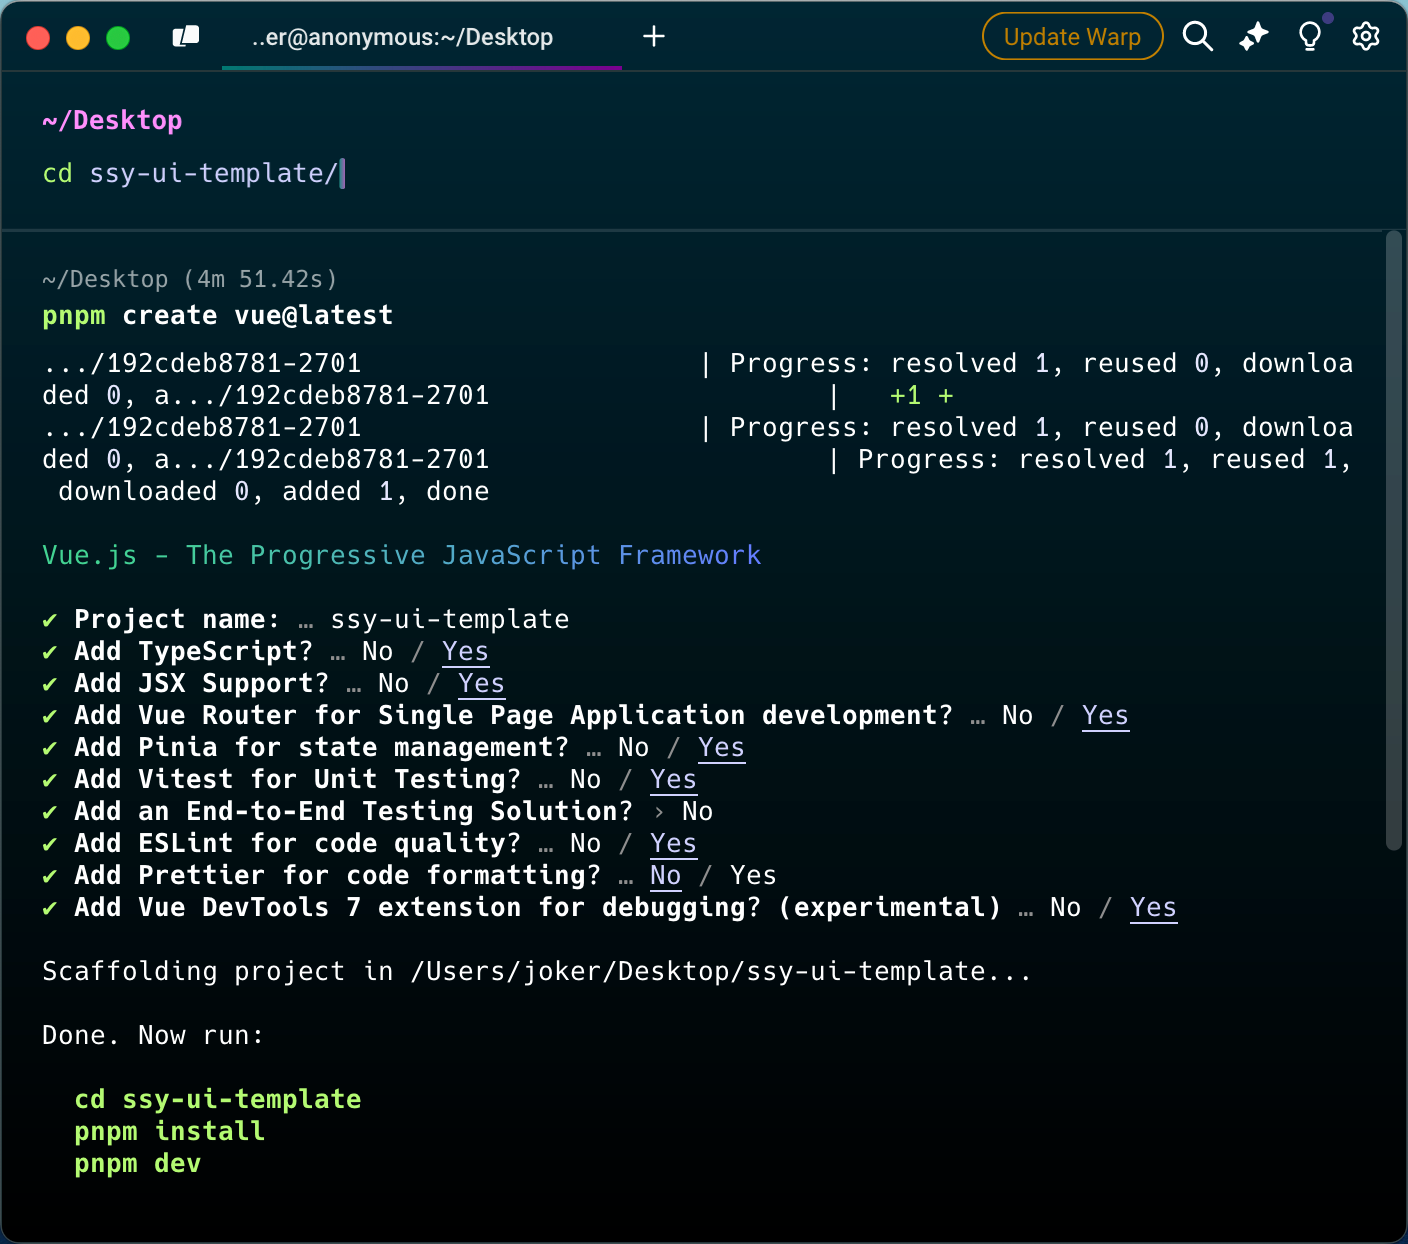 ..er@anonymous:~/Desktop
Update Warp
~/Desktop
cd ssy-ui-template/
~/Desktop (4m 51.42s)
pnpm create vue@latest
.../192cdeb8781-2701                     | Progress: resolved 1, reused 0, downloa
ded 0, a.../192cdeb8781-2701                     |   +1 +
.../192cdeb8781-2701                     | Progress: resolved 1, reused 0, downloa
ded 0, a.../192cdeb8781-2701                     | Progress: resolved 1, reused 1,
 downloaded 0, added 1, done
Vue.js - The Progressive JavaScript Framework
✔ Project name: … ssy-ui-template
✔ Add TypeScript? … No / Yes
✔ Add JSX Support? … No / Yes
✔ Add Vue Router for Single Page Application development? … No / Yes
✔ Add Pinia for state management? … No / Yes
✔ Add Vitest for Unit Testing? … No / Yes
✔ Add an End-to-End Testing Solution? › No
✔ Add ESLint for code quality? … No / Yes
✔ Add Prettier for code formatting? … No / Yes
✔ Add Vue DevTools 7 extension for debugging? (experimental) … No / Yes
Scaffolding project in /Users/joker/Desktop/ssy-ui-template...
Done. Now run:
  cd ssy-ui-template
  pnpm install
  pnpm dev